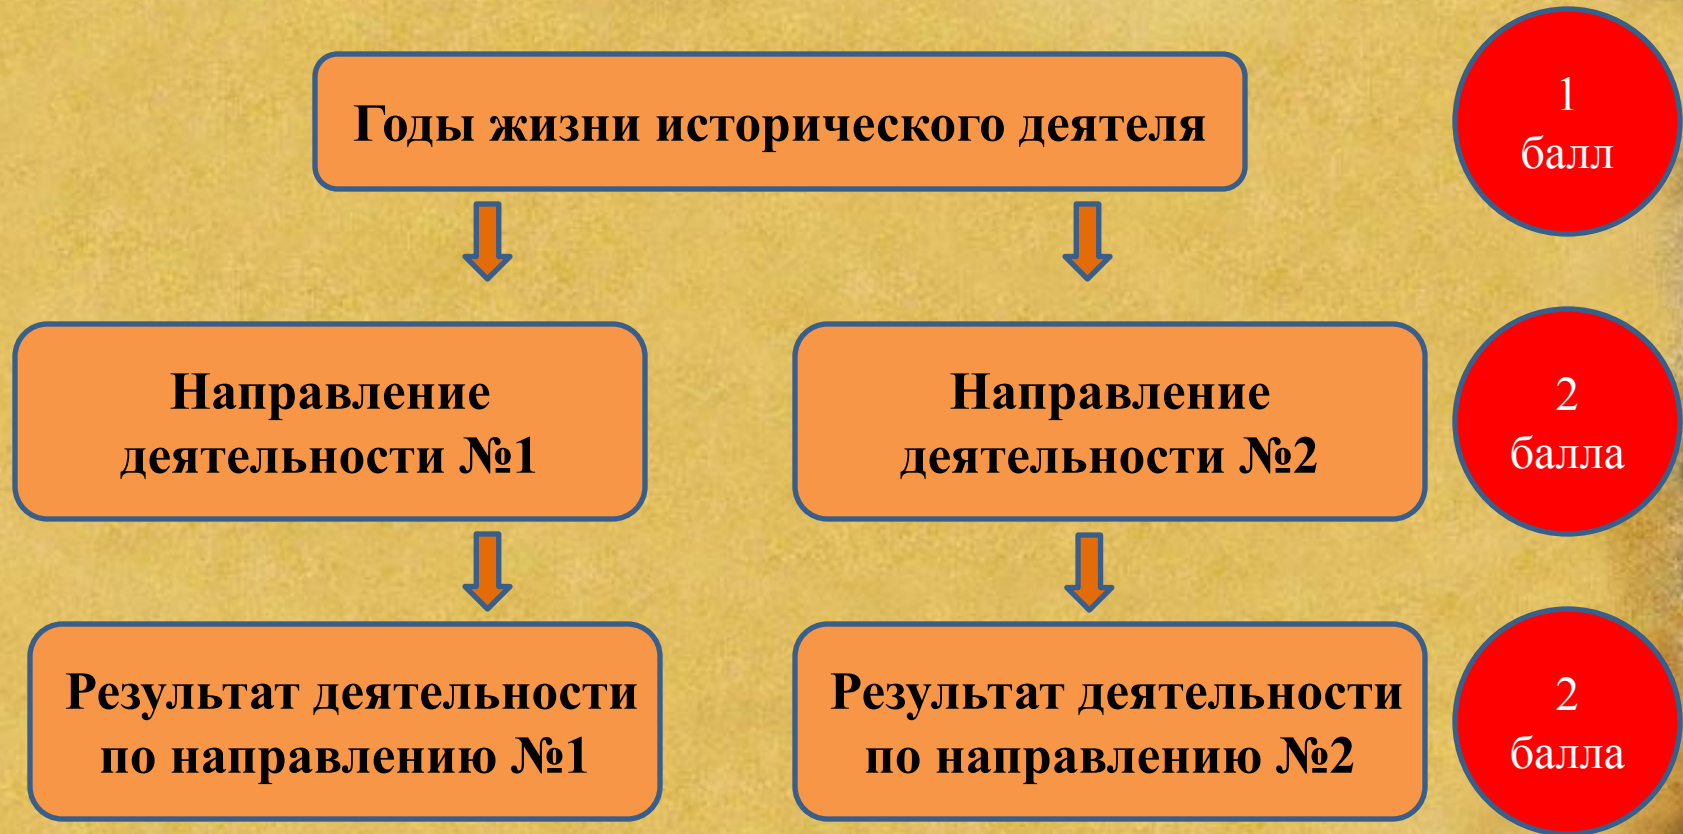 Годы жизни исторического деятеля
1
балл
Направление
деятельности №1
Направление
деятельности №2
2
балла
Результат деятельности
по направлению №1
Результат деятельности
по направлению №2
2
балла